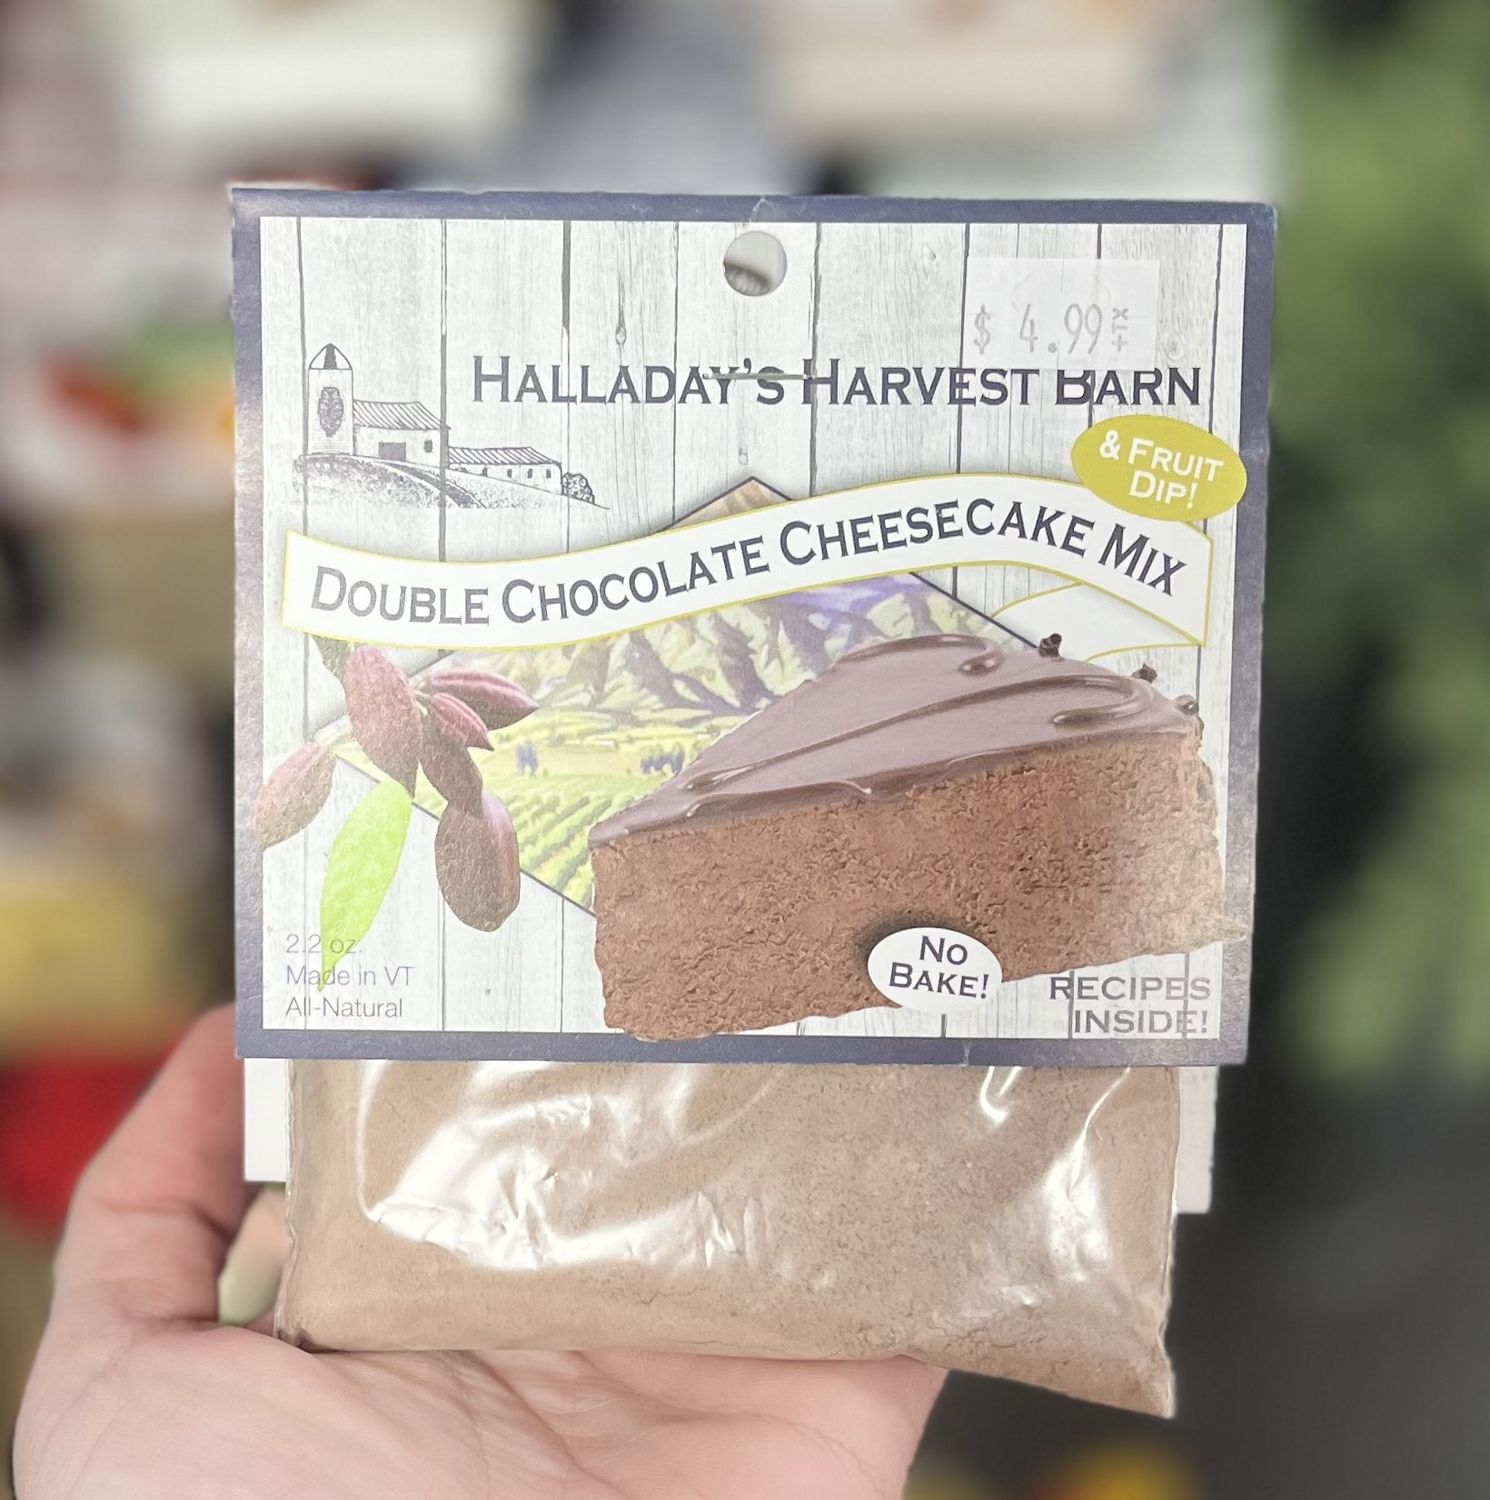 $ 4.99
HALLADAY'S HARVEST BARN
& FRUIT
DIP!
DOUBLE CHOCOLATE CHEESECAKE MIX
2.2 oz.
Made in VT
All-Natural
NO
BAKE!
RECIPES
INSIDE!